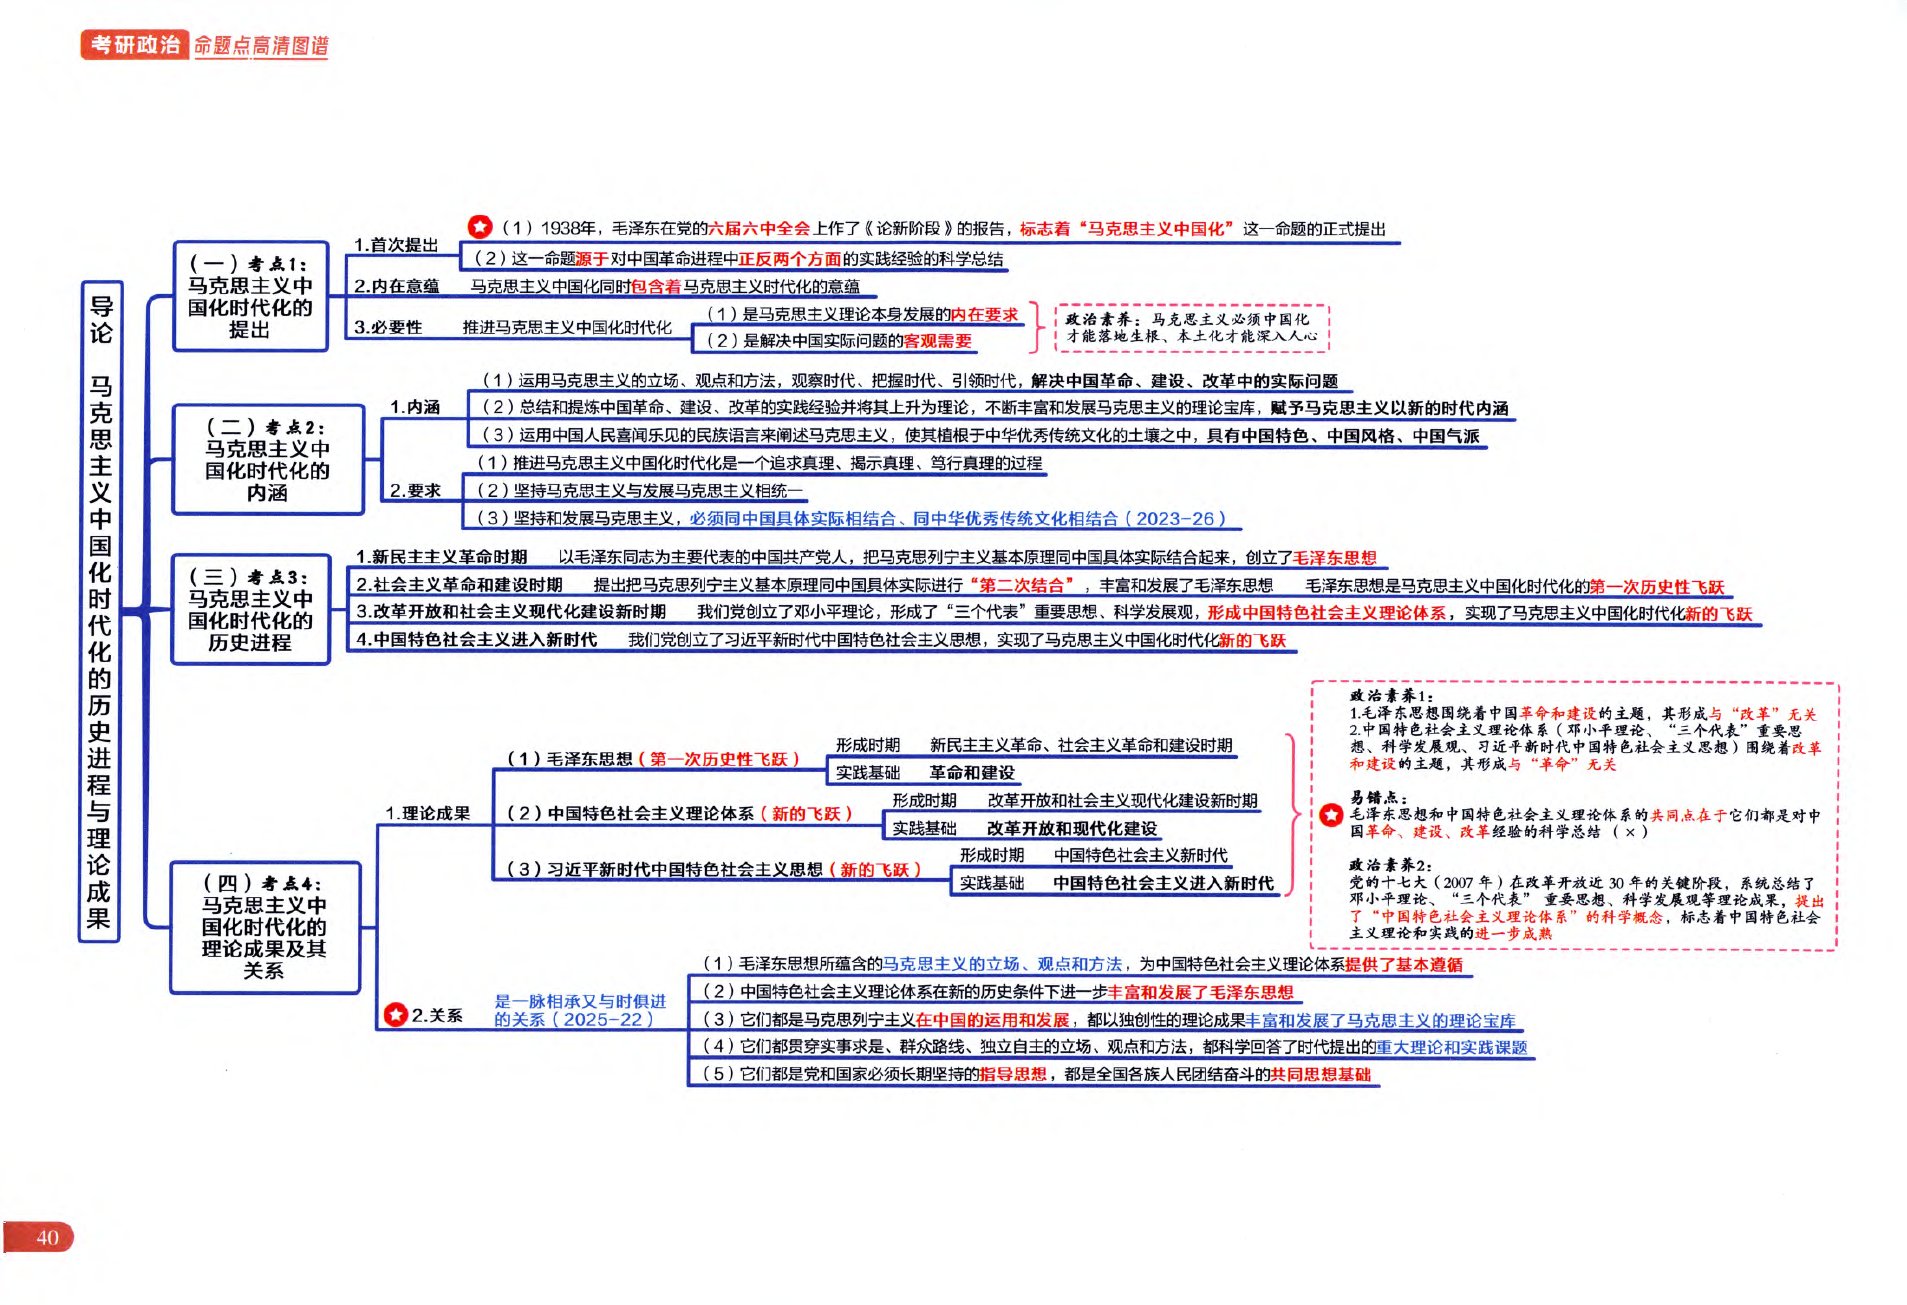 考研政治 命题点高清图谱
导论 马克思主义中国化时代化的历史进程与理论成果
(一)考点1:
马克思主义中
国化时代化的
提出
1.首次提出
(1)1938年，毛泽东在党的六届六中全会上作了《论新阶段》的报告，标志着“马克思主义中国化”这一命题的正式提出
(2)这一命题源于对中国革命进程中正反两个方面的实践经验的科学总结
2.内在意蕴 马克思主义中国化同时包含着马克思主义时代化的意蕴
3.必要性 推进马克思主义中国化时代化
(1)是马克思主义理论本身发展的内在要求
(2)是解决中国实际问题的客观需要
政治素养：马克思主义必须中国化
才能落地生根、本土化才能深入人心
(二)考点2:
马克思主义中
国化时代化的
内涵
1.内涵
(1)运用马克思主义的立场、观点和方法，观察时代、把握时代、引领时代，解决中国革命、建设、改革中的实际问题
(2)总结和提炼中国革命、建设、改革的实践经验并将其上升为理论，不断丰富和发展马克思主义的理论宝库，赋予马克思主义以新的时代内涵
(3)运用中国人民喜闻乐见的民族语言来阐述马克思主义，使其植根于中华优秀传统文化的土壤之中，具有中国特色、中国风格、中国气派
2.要求
(1)推进马克思主义中国化时代化是一个追求真理、揭示真理、笃行真理的过程
(2)坚持马克思主义与发展马克思主义相统一
(3)坚持和发展马克思主义，必须同中国具体实际相结合、同中华优秀传统文化相结合(2023-26)
(三)考点3:
马克思主义中
国化时代化的
历史进程
1.新民主主义革命时期 以毛泽东同志为主要代表的中国共产党人，把马克思列宁主义基本原理同中国具体实际结合起来，创立了毛泽东思想
2.社会主义革命和建设时期 提出把马克思列宁主义基本原理同中国具体实际进行“第二次结合”，丰富和发展了毛泽东思想 毛泽东思想是马克思主义中国化时代化的第一次历史性飞跃
3.改革开放和社会主义现代化建设新时期 我们党创立了邓小平理论，形成了“三个代表”重要思想、科学发展观，形成中国特色社会主义理论体系，实现了马克思主义中国化时代化新的飞跃
4.中国特色社会主义进入新时代 我们党创立了习近平新时代中国特色社会主义思想，实现了马克思主义中国化时代化新的飞跃
(四)考点4:
马克思主义中
国化时代化的
理论成果及其
关系
1.理论成果
(1)毛泽东思想(第一次历史性飞跃)
形成时期 新民主主义革命、社会主义革命和建设时期
实践基础 革命和建设
(2)中国特色社会主义理论体系(新的飞跃)
形成时期 改革开放和社会主义现代化建设新时期
实践基础 改革开放和现代化建设
(3)习近平新时代中国特色社会主义思想(新的飞跃)
形成时期 中国特色社会主义新时代
实践基础 中国特色社会主义进入新时代
政治素养1：
1.毛泽东思想围绕着中国革命和建设的主题，其形成与“改革”无关
2.中国特色社会主义理论体系(邓小平理论、“三个代表”重要思
想、科学发展观、习近平新时代中国特色社会主义思想)围绕着改革
和建设的主题，其形成与“革命”无关
易错点：
毛泽东思想和中国特色社会主义理论体系的共同点在于它们都是对中
国革命、建设、改革经验的科学总结(×)
政治素养2：
党的十七大(2007年)在改革开放近30年的关键阶段，系统总结了
邓小平理论、“三个代表”重要思想、科学发展观等理论成果，提出
了“中国特色社会主义理论体系”的科学概念，标志着中国特色社会
主义理论和实践的进一步成熟
2.关系
是一脉相承又与时俱进
的关系(2025-22)
(1)毛泽东思想所蕴含的马克思主义的立场、观点和方法，为中国特色社会主义理论体系提供了基本遵循
(2)中国特色社会主义理论体系在新的历史条件下进一步丰富和发展了毛泽东思想
(3)它们都是马克思列宁主义在中国的运用和发展，都以独创性的理论成果丰富和发展了马克思主义的理论宝库
(4)它们都贯穿实事求是、群众路线、独立自主的立场、观点和方法，都科学回答了时代提出的重大理论和实践课题
(5)它们都是党和国家必须长期坚持的指导思想，都是全国各族人民团结奋斗的共同思想基础
40